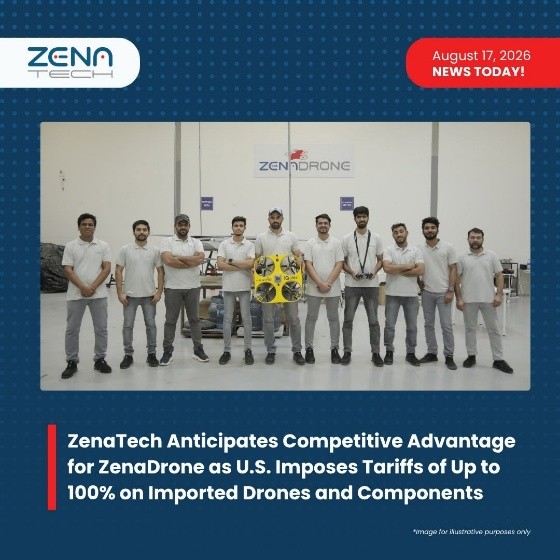 ZENA
TECH
August 17, 2026
NEWS TODAY!
ZENADRONE
IQ
ZenaTech Anticipates Competitive Advantage
for ZenaDrone as U.S. Imposes Tariffs of Up to
100% on Imported Drones and Components
*Image for illustrative purposes only